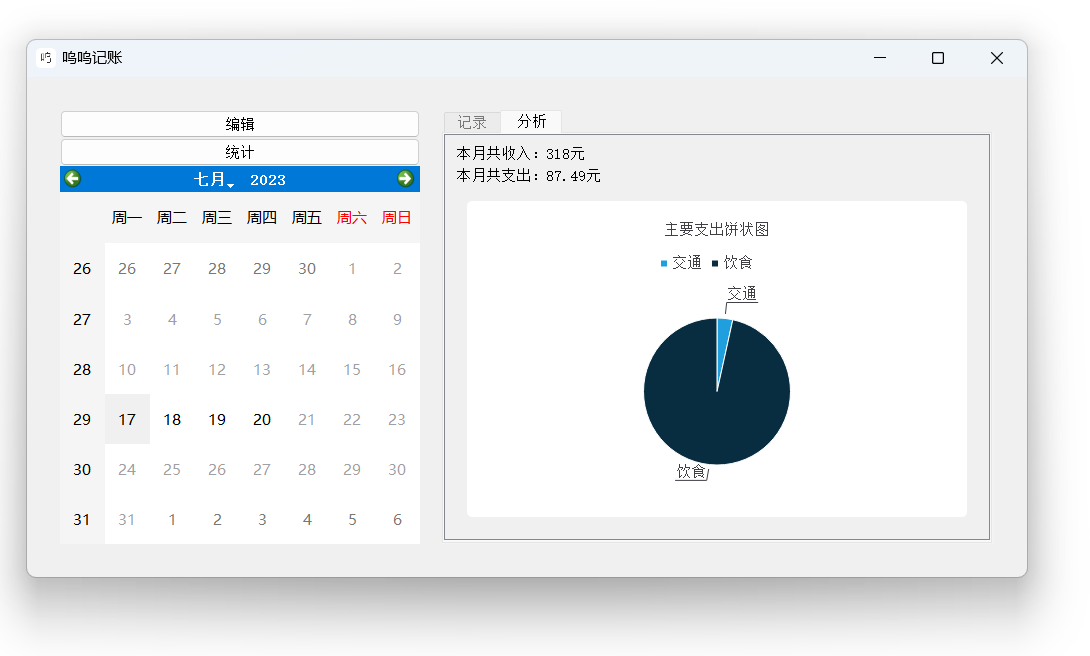 呜 呜呜记账
编辑
统计
七月 2023
周一 周二 周三 周四 周五 周六 周日
26 26 27 28 29 30 1 2
27 3 4 5 6 7 8 9
28 10 11 12 13 14 15 16
29 17 18 19 20 21 22 23
30 24 25 26 27 28 29 30
31 31 1 2 3 4 5 6
记录 分析
本月共收入：318元
本月共支出：87.49元
主要支出饼状图
交通 饮食
交通
饮食